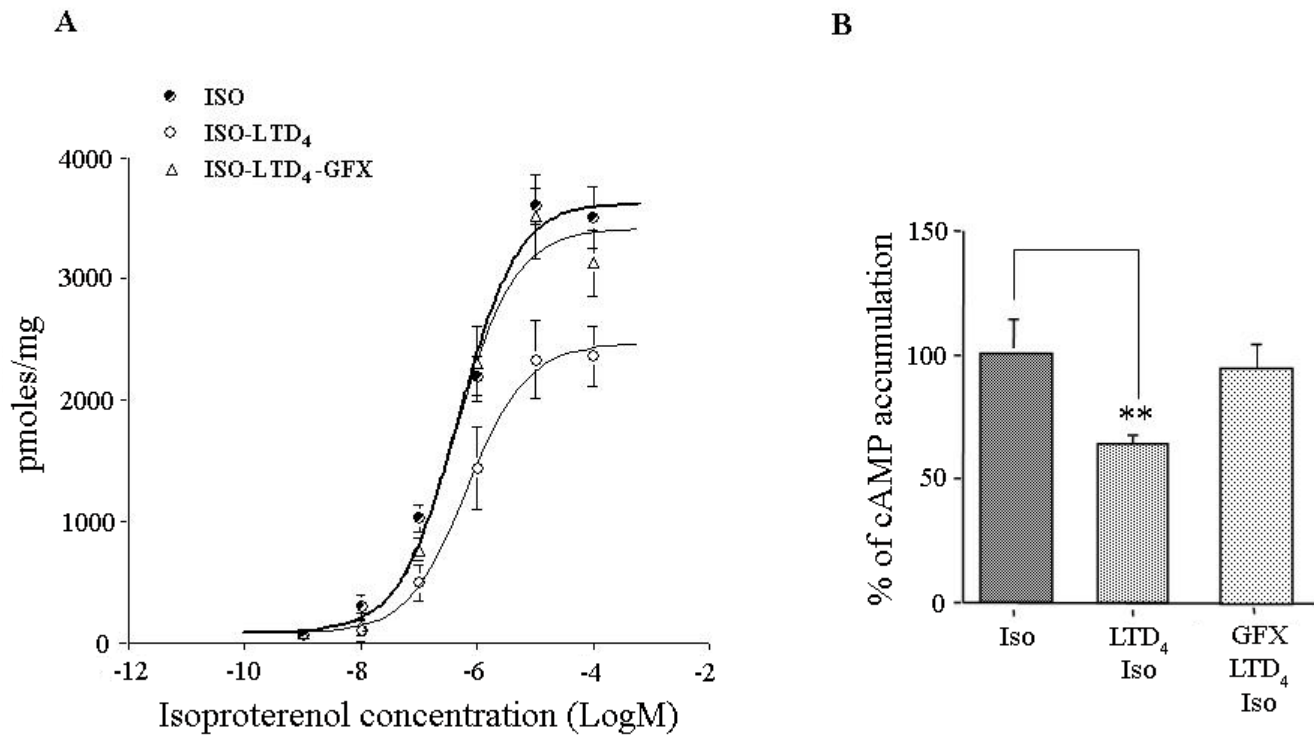 A
ISO
ISO-LTD₄
ISO-LTD₄-GFX
4000
3000
2000
1000
0
pmoles/mg
-12
-10
-8
-6
-4
-2
Isoproterenol concentration (LogM)
B
150
100
50
0
% of cAMP accumulation
**
Iso
LTD₄
Iso
GFX
LTD₄
Iso